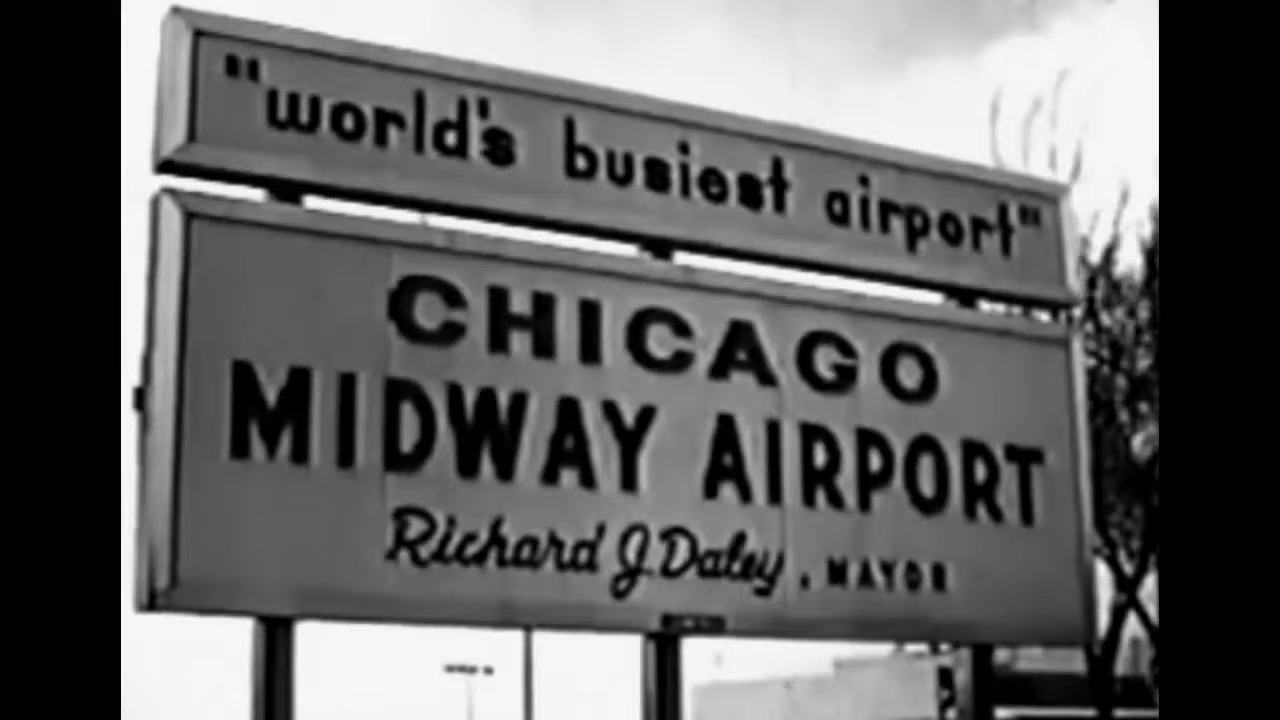 "world's busiest airport"
CHICAGO
MIDWAY AIRPORT
Richard J. Daley, MAYOR